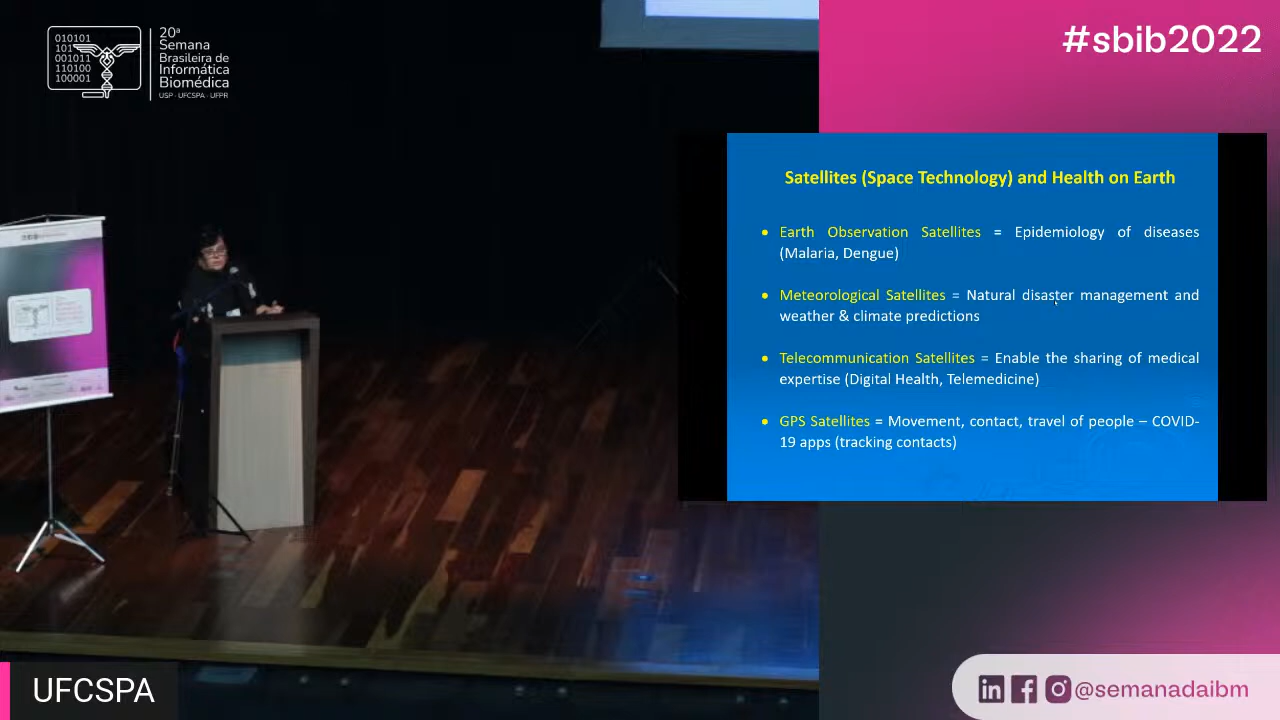 010101
101
001011
110100
100001
20ª
Semana
Brasileira de
Informática
Biomédica
USP · UFCSPA · UFPR
#sbib2022
Satellites (Space Technology) and Health on Earth
• Earth Observation Satellites = Epidemiology of diseases
(Malaria, Dengue)
• Meteorological Satellites = Natural disaster management and
weather & climate predictions
• Telecommunication Satellites = Enable the sharing of medical
expertise (Digital Health, Telemedicine)
• GPS Satellites = Movement, contact, travel of people – COVID-
19 apps (tracking contacts)
UFCSPA
in f @semanadaibm